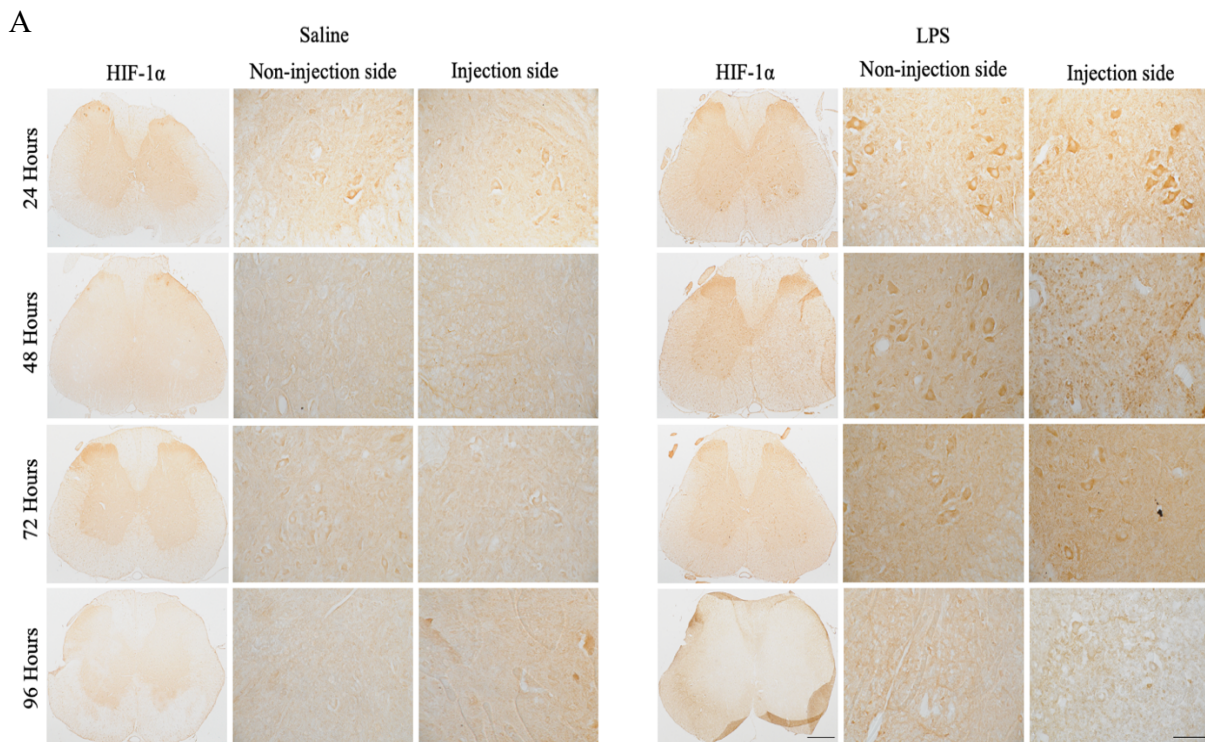 A
Saline
LPS
HIF-1α
Non-injection side
Injection side
HIF-1α
Non-injection side
Injection side
24 Hours
48 Hours
72 Hours
96 Hours